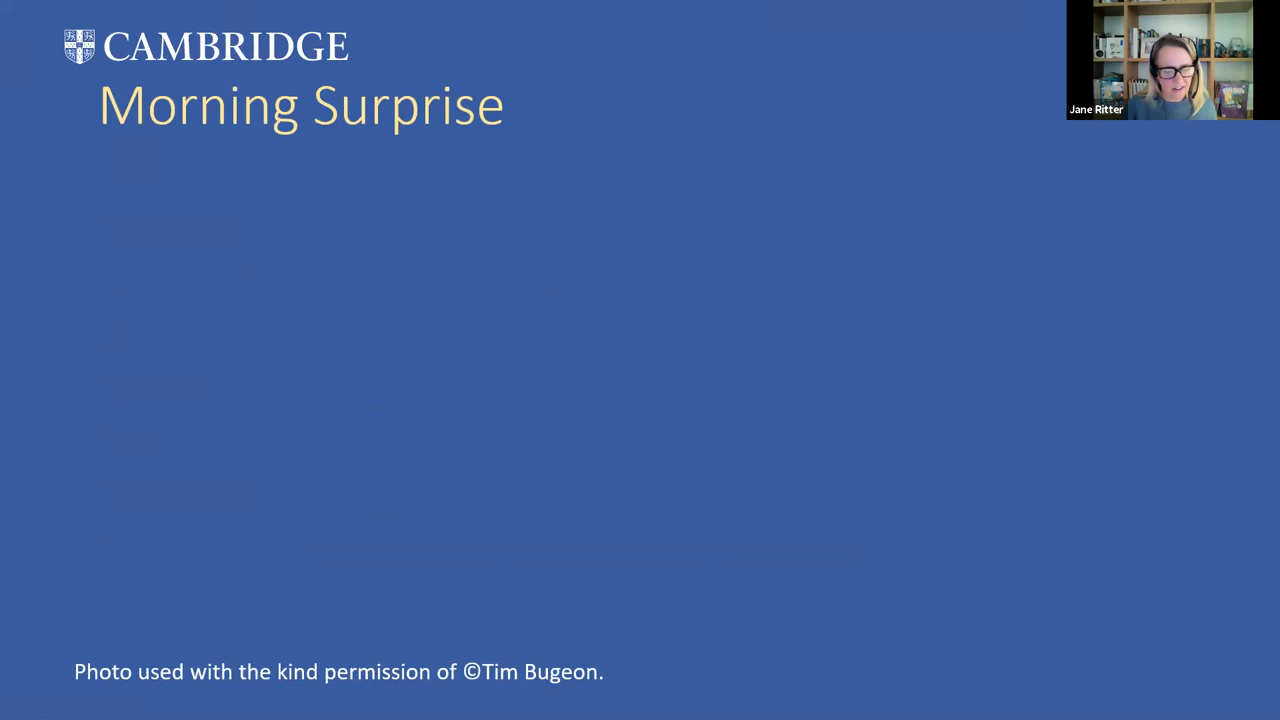 CAMBRIDGE
Morning Surprise
Jane Ritter
Photo used with the kind permission of ©Tim Bugeon.